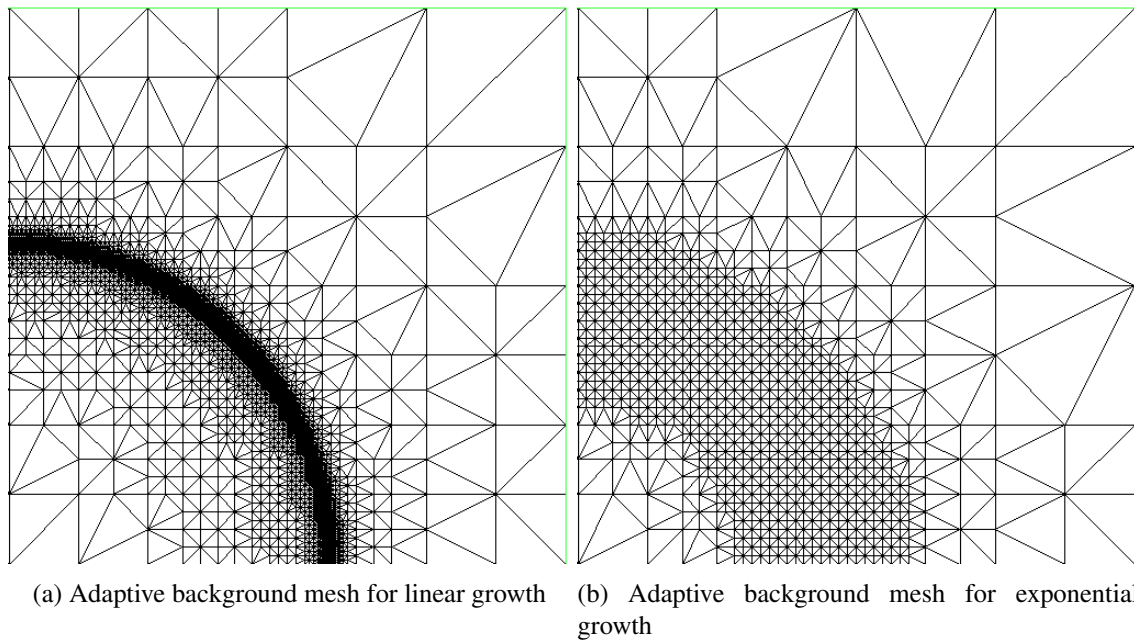 (a) Adaptive background mesh for linear growth
(b) Adaptive background mesh for exponential
growth